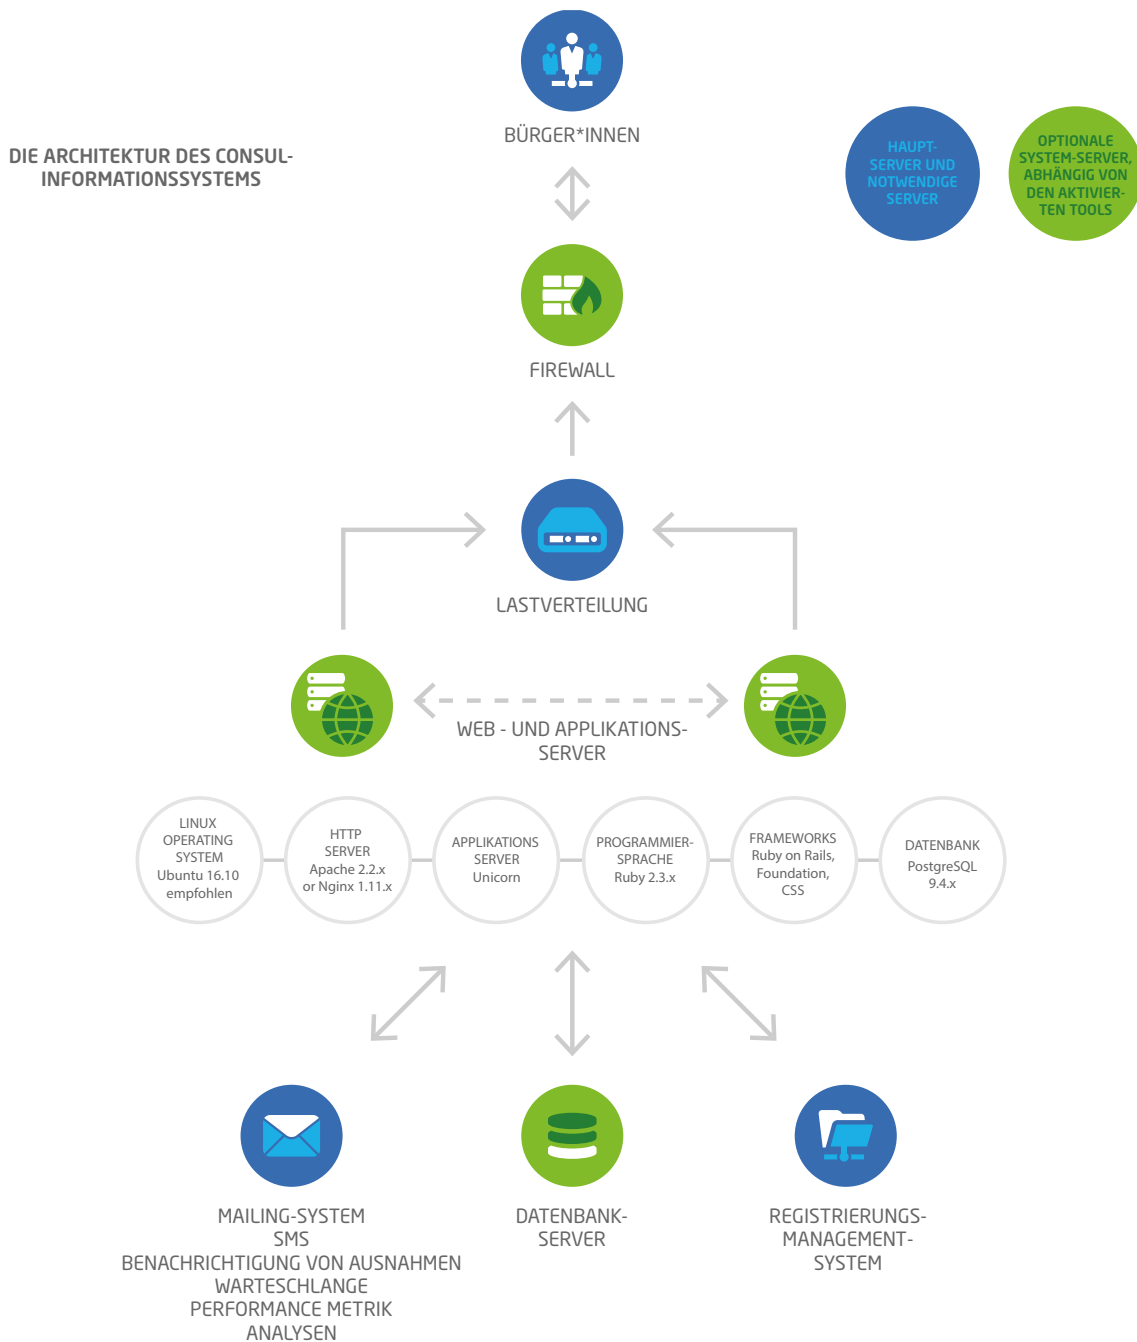 BÜRGER*INNEN
DIE ARCHITEKTUR DES CONSUL-
INFORMATIONSSYSTEMS
HAUPT-
SERVER UND
NOTWENDIGE
SERVER
OPTIONALE
SYSTEM-SERVER,
ABHÄNGIG VON
DEN AKTIVIER-
TEN TOOLS
FIREWALL
LASTVERTEILUNG
WEB - UND APPLIKATIONS-
SERVER
LINUX
OPERATING
SYSTEM
Ubuntu 16.10
empfohlen
HTTP
SERVER
Apache 2.2.x
or Nginx 1.11.x
APPLIKATIONS
SERVER
Unicorn
PROGRAMMIER-
SPRACHE
Ruby 2.3.x
FRAMEWORKS
Ruby on Rails,
Foundation,
CSS
DATENBANK
PostgreSQL
9.4.x
MAILING-SYSTEM
SMS
BENACHRICHTIGUNG VON AUSNAHMEN
WARTESCHLANGE
PERFORMANCE METRIK
ANALYSEN
DATENBANK-
SERVER
REGISTRIERUNGS-
MANAGEMENT-
SYSTEM